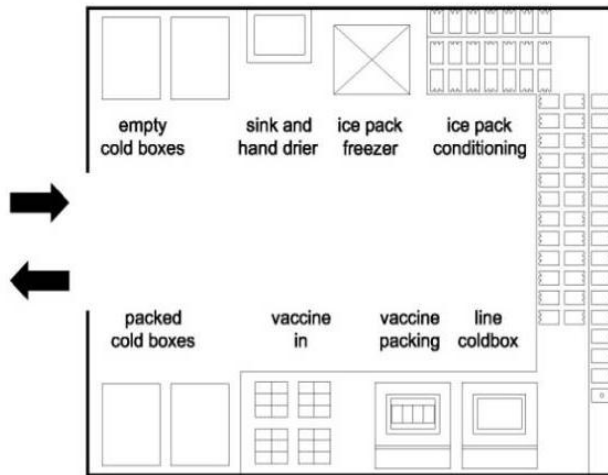 empty
cold boxes
sink and
hand drier
ice pack
freezer
ice pack
conditioning
packed
cold boxes
vaccine
in
vaccine
packing
line
coldbox